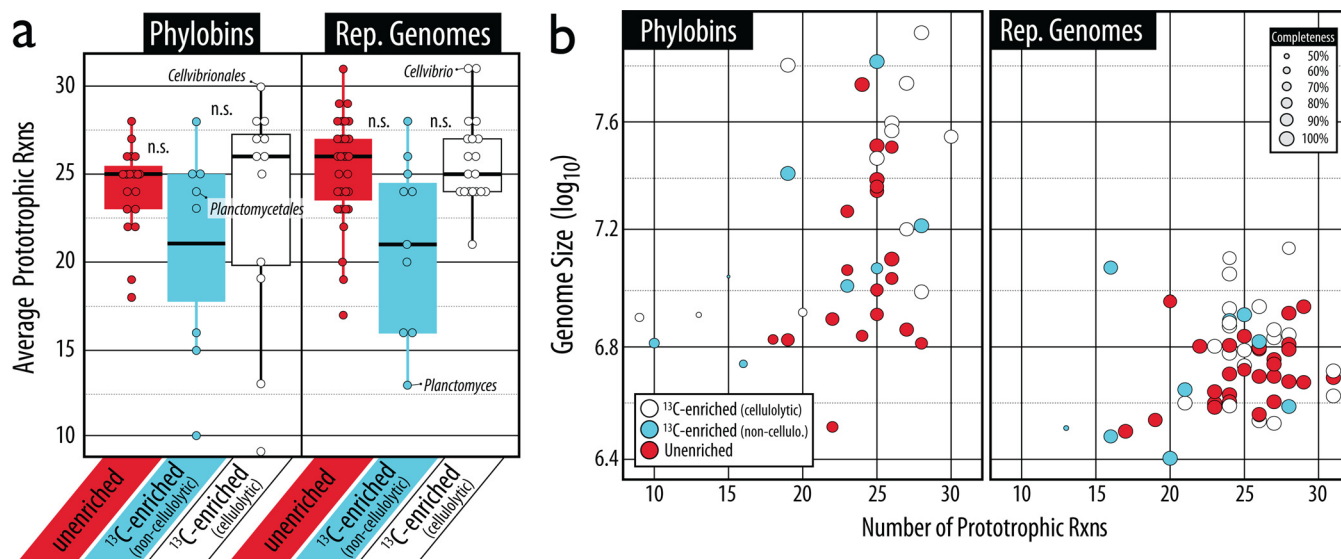 a
Phylobins
Rep. Genomes
Average Prototrophic Rxns
30
25
20
15
10
Cellvibrionales
n.s.
n.s.
Planctomycetales
Cellvibrio
n.s.
n.s.
Planctomyces
unenriched
¹³C-enriched
(non-cellulolytic)
¹³C-enriched
(cellulolytic)
unenriched
¹³C-enriched
(non-cellulolytic)
¹³C-enriched
(cellulolytic)
b
Phylobins
Rep. Genomes
Genome Size (log₁₀)
7.6
7.2
6.8
6.4
Completeness
50%
60%
70%
80%
90%
100%
¹³C-enriched (cellulolytic)
¹³C-enriched (non-cellulo.)
Unenriched
10 15 20 25 30
10 15 20 25 30
Number of Prototrophic Rxns